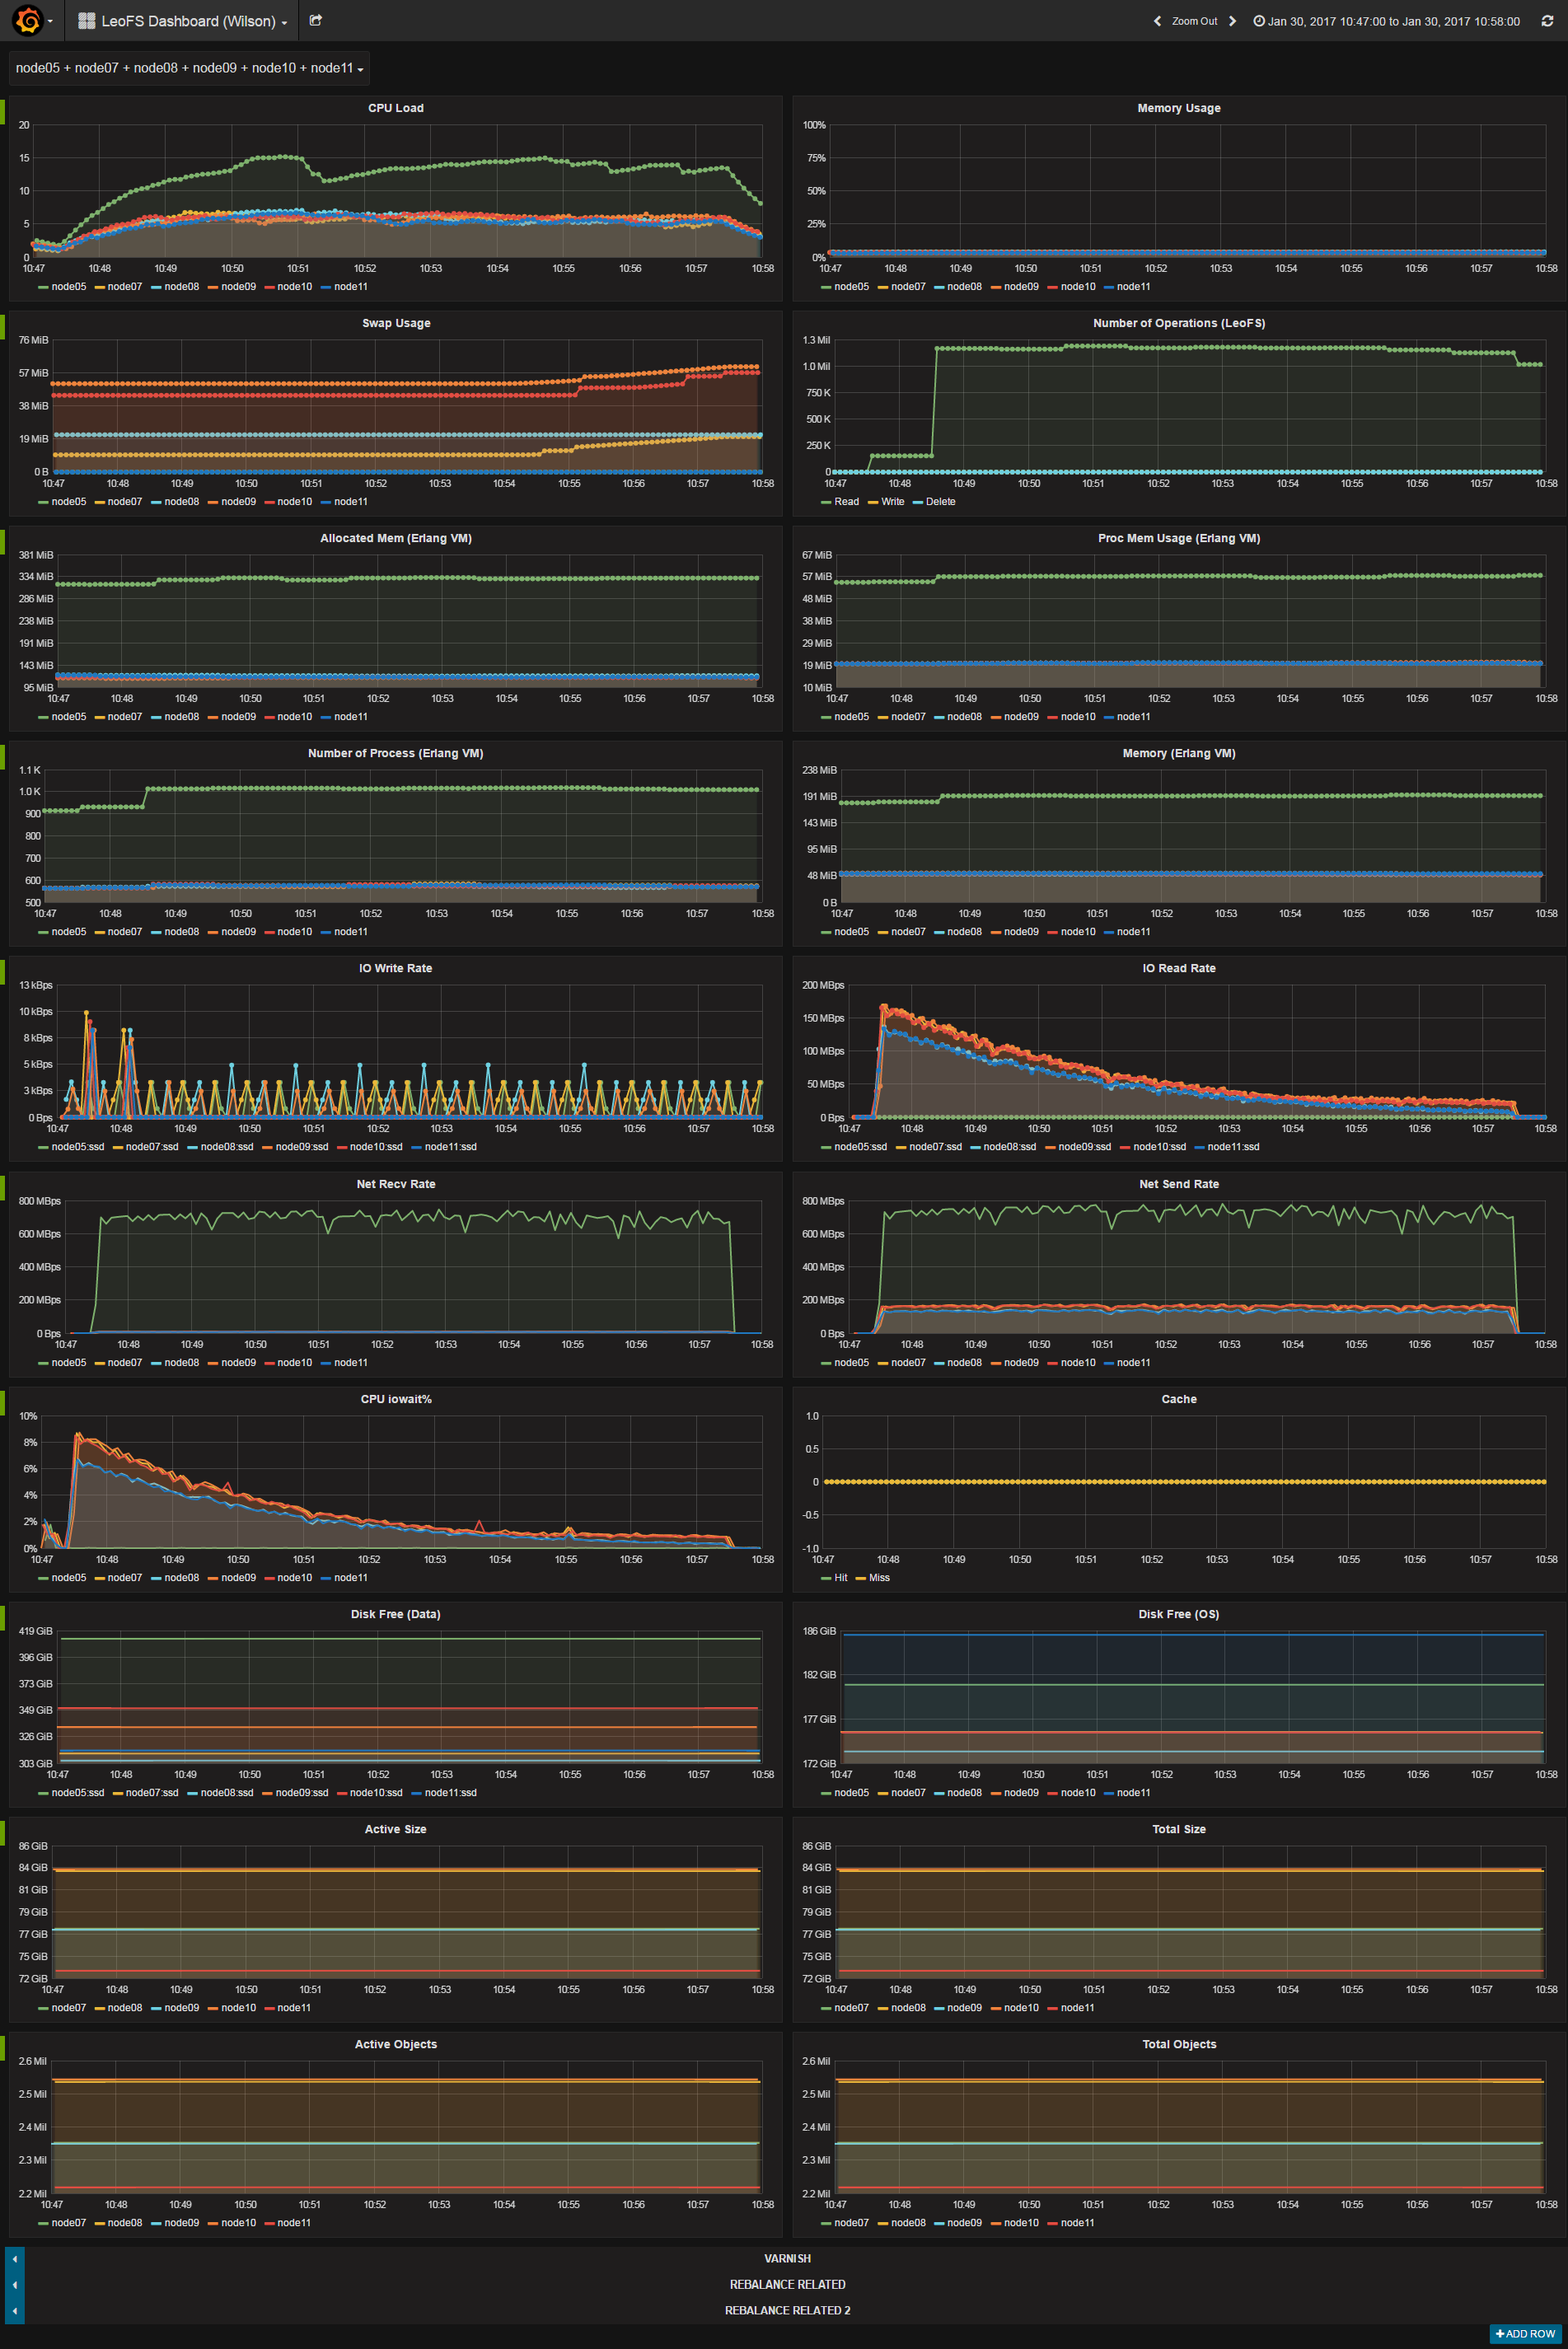 LeoFS Dashboard (Wilson)
Zoom Out
Jan 30, 2017 10:47:00 to Jan 30, 2017 10:58:00
node05 + node07 + node08 + node09 + node10 + node11
CPU Load
20
15
10
5
0
10:47 10:48 10:49 10:50 10:51 10:52 10:53 10:54 10:55 10:56 10:57 10:58
node05 node07 node08 node09 node10 node11
Memory Usage
100%
75%
50%
25%
0%
10:47 10:48 10:49 10:50 10:51 10:52 10:53 10:54 10:55 10:56 10:57 10:58
node05 node07 node08 node09 node10 node11
Swap Usage
76 MiB
57 MiB
38 MiB
19 MiB
0 B
10:47 10:48 10:49 10:50 10:51 10:52 10:53 10:54 10:55 10:56 10:57 10:58
node05 node07 node08 node09 node10 node11
Number of Operations (LeoFS)
1.3 Mil
1.0 Mil
750 K
500 K
250 K
0
10:47 10:48 10:49 10:50 10:51 10:52 10:53 10:54 10:55 10:56 10:57 10:58
Read Write Delete
Allocated Mem (Erlang VM)
381 MiB
334 MiB
286 MiB
238 MiB
191 MiB
143 MiB
95 MiB
10:47 10:48 10:49 10:50 10:51 10:52 10:53 10:54 10:55 10:56 10:57 10:58
node05 node07 node08 node09 node10 node11
Proc Mem Usage (Erlang VM)
67 MiB
57 MiB
48 MiB
38 MiB
29 MiB
19 MiB
10 MiB
10:47 10:48 10:49 10:50 10:51 10:52 10:53 10:54 10:55 10:56 10:57 10:58
node05 node07 node08 node09 node10 node11
Number of Process (Erlang VM)
1.1 K
1.0 K
900
800
700
600
500
10:47 10:48 10:49 10:50 10:51 10:52 10:53 10:54 10:55 10:56 10:57 10:58
node05 node07 node08 node09 node10 node11
Memory (Erlang VM)
238 MiB
191 MiB
143 MiB
95 MiB
48 MiB
0 B
10:47 10:48 10:49 10:50 10:51 10:52 10:53 10:54 10:55 10:56 10:57 10:58
node05 node07 node08 node09 node10 node11
IO Write Rate
13 kBps
10 kBps
8 kBps
5 kBps
3 kBps
0 Bps
10:47 10:48 10:49 10:50 10:51 10:52 10:53 10:54 10:55 10:56 10:57 10:58
node05:ssd node07:ssd node08:ssd node09:ssd node10:ssd node11:ssd
IO Read Rate
200 MBps
150 MBps
100 MBps
50 MBps
0 Bps
10:47 10:48 10:49 10:50 10:51 10:52 10:53 10:54 10:55 10:56 10:57 10:58
node05:ssd node07:ssd node08:ssd node09:ssd node10:ssd node11:ssd
Net Recv Rate
800 MBps
600 MBps
400 MBps
200 MBps
0 Bps
10:47 10:48 10:49 10:50 10:51 10:52 10:53 10:54 10:55 10:56 10:57 10:58
node05 node07 node08 node09 node10 node11
Net Send Rate
800 MBps
600 MBps
400 MBps
200 MBps
0 Bps
10:47 10:48 10:49 10:50 10:51 10:52 10:53 10:54 10:55 10:56 10:57 10:58
node05 node07 node08 node09 node10 node11
CPU iowait%
10%
8%
6%
4%
2%
0%
10:47 10:48 10:49 10:50 10:51 10:52 10:53 10:54 10:55 10:56 10:57 10:58
node05 node07 node08 node09 node10 node11
Cache
1.0
0.5
0
-0.5
-1.0
10:47 10:48 10:49 10:50 10:51 10:52 10:53 10:54 10:55 10:56 10:57 10:58
Hit Miss
Disk Free (Data)
419 GiB
396 GiB
373 GiB
349 GiB
326 GiB
303 GiB
10:47 10:48 10:49 10:50 10:51 10:52 10:53 10:54 10:55 10:56 10:57 10:58
node05:ssd node07:ssd node08:ssd node09:ssd node10:ssd node11:ssd
Disk Free (OS)
186 GiB
182 GiB
177 GiB
172 GiB
10:47 10:48 10:49 10:50 10:51 10:52 10:53 10:54 10:55 10:56 10:57 10:58
node05 node07 node08 node09 node10 node11
Active Size
86 GiB
84 GiB
81 GiB
79 GiB
77 GiB
75 GiB
72 GiB
10:47 10:48 10:49 10:50 10:51 10:52 10:53 10:54 10:55 10:56 10:57 10:58
node07 node08 node09 node10 node11
Total Size
86 GiB
84 GiB
81 GiB
79 GiB
77 GiB
75 GiB
72 GiB
10:47 10:48 10:49 10:50 10:51 10:52 10:53 10:54 10:55 10:56 10:57 10:58
node07 node08 node09 node10 node11
Active Objects
2.6 Mil
2.5 Mil
2.4 Mil
2.3 Mil
2.2 Mil
10:47 10:48 10:49 10:50 10:51 10:52 10:53 10:54 10:55 10:56 10:57 10:58
node07 node08 node09 node10 node11
Total Objects
2.6 Mil
2.5 Mil
2.4 Mil
2.3 Mil
2.2 Mil
10:47 10:48 10:49 10:50 10:51 10:52 10:53 10:54 10:55 10:56 10:57 10:58
node07 node08 node09 node10 node11
VARNISH
REBALANCE RELATED
REBALANCE RELATED 2
+ADD ROW